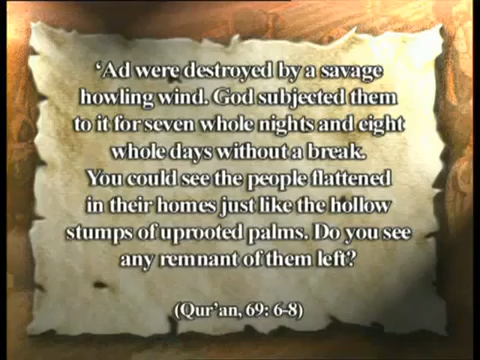 ‘Ad were destroyed by a savage
howling wind. God subjected them
to it for seven whole nights and eight
whole days without a break.
You could see the people flattened
in their homes just like the hollow
stumps of uprooted palms. Do you see
any remnant of them left?
(Qur’an, 69: 6-8)